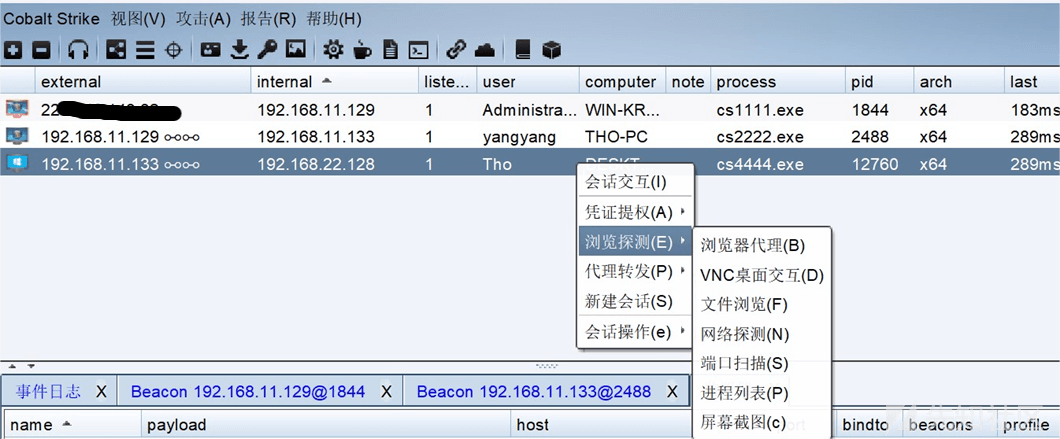 Cobalt Strike 视图(V) 攻击(A) 报告(R) 帮助(H)
external internal liste... user computer note process pid arch last
192.168.11.129 1 Administra... WIN-KR... cs1111.exe 1844 x64 183ms
192.168.11.129 192.168.11.133 1 yangyang THO-PC cs2222.exe 2488 x64 289ms
192.168.11.133 192.168.22.128 1 Tho cs4444.exe 12760 x64 289ms
会话交互(I)
凭证提权(A)
浏览探测(E)
代理转发(P)
新建会话(S)
会话操作(e)
浏览器代理(B)
VNC桌面交互(D)
文件浏览(F)
网络探测(N)
端口扫描(S)
进程列表(P)
屏幕截图(c)
事件日志 X Beacon 192.168.11.129@1844 X Beacon 192.168.11.133@2488 X
name payload host bindto beacons profile